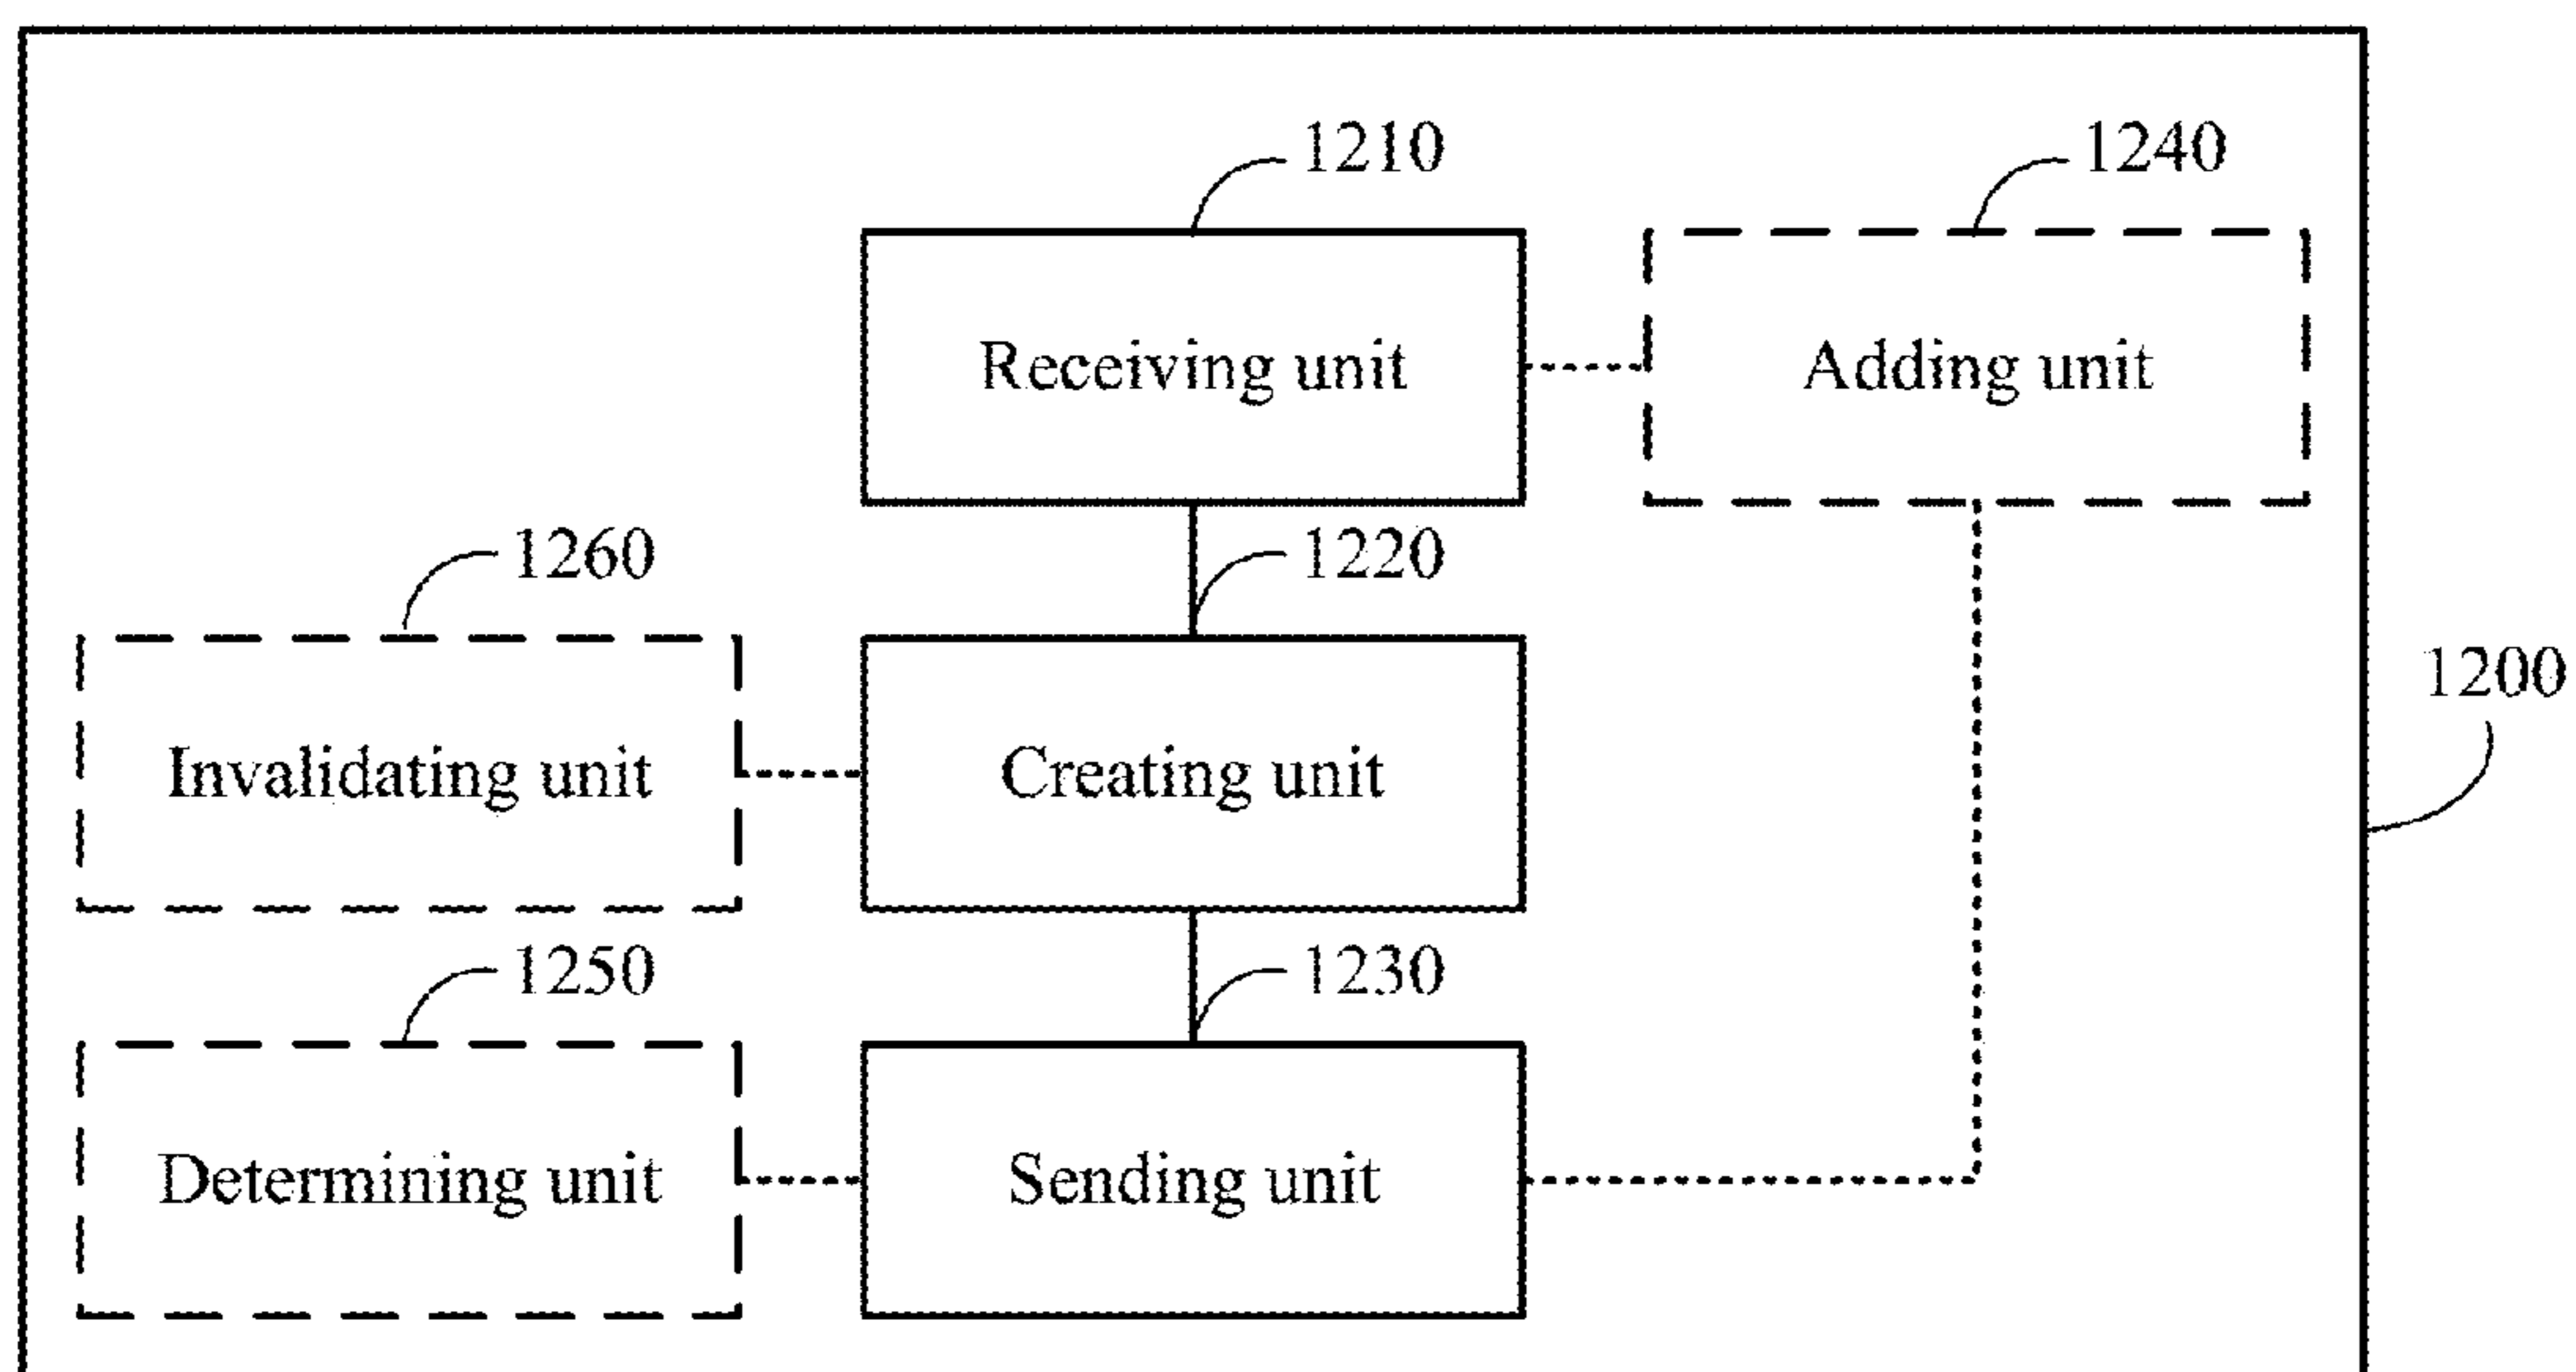 1210
1240
Receiving unit
Adding unit
1260
1220
1200
Invalidating unit
Creating unit
1250
1230
Determining unit
Sending unit